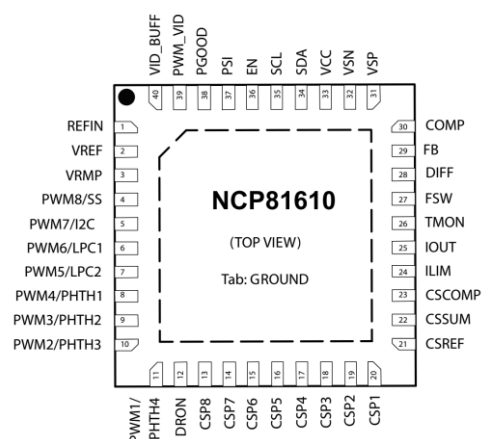 VID_BUFF
PWM_VID
PGOOD
PSI
EN
SCL
SDA
VCC
VSN
VSP
40
39
38
37
36
35
34
33
32
31
REFIN 1
VREF 2
VRMP 3
PWM8/SS 4
PWM7/I2C 5
PWM6/LPC1 6
PWM5/LPC2 7
PWM4/PHTH1 8
PWM3/PHTH2 9
PWM2/PHTH3 10
NCP81610
(TOP VIEW)
Tab: GROUND
30 COMP
29 FB
28 DIFF
27 FSW
26 TMON
25 IOUT
24 ILIM
23 CSCOMP
22 CSSUM
21 CSREF
11
12
13
14
15
16
17
18
19
20
PWM1/
PHTH4
DRON
CSP8
CSP7
CSP6
CSP5
CSP4
CSP3
CSP2
CSP1